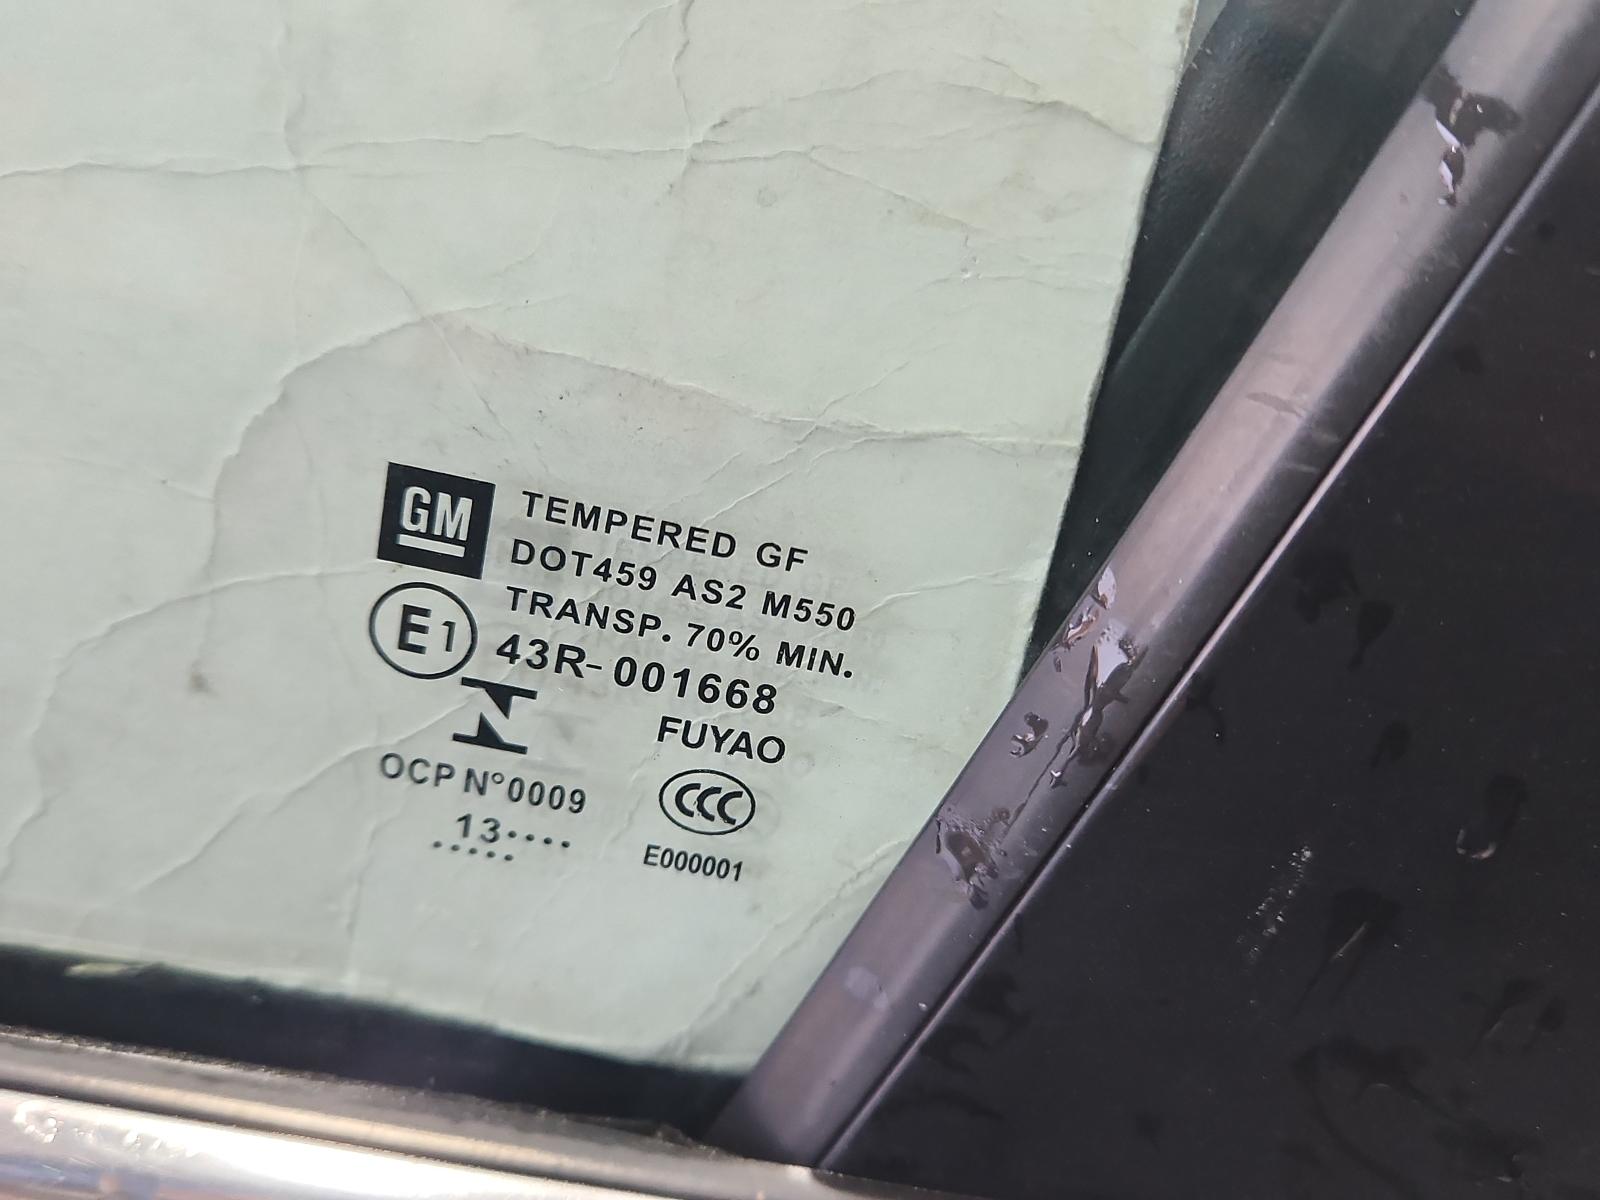 GM
TEMPERED GF
DOT459 AS2 M550
TRANSP. 70% MIN.
E1
43R-001668
FUYAO
OCP N°0009
CCC
13····
·····
E000001